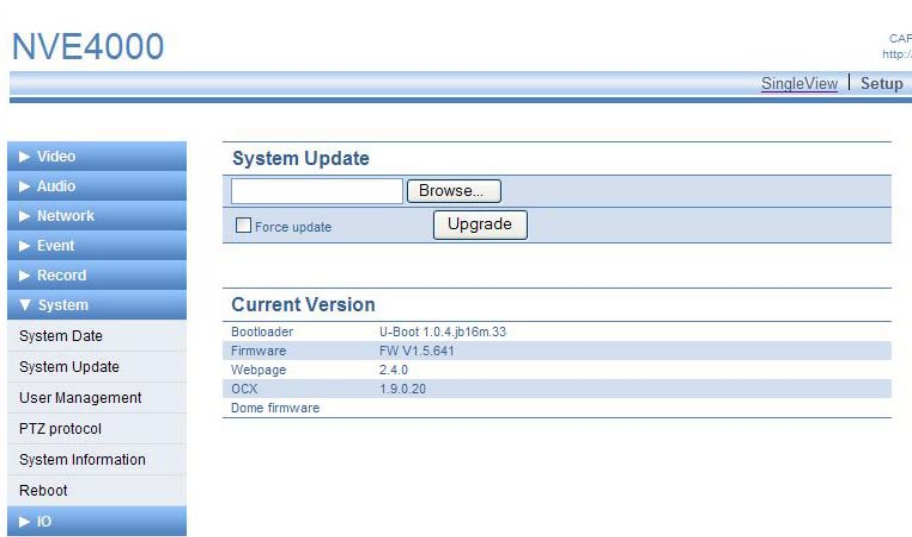 NVE4000
CAP
http://
SingleView | Setup
Video
Audio
Network
Event
Record
System
System Date
System Update
User Management
PTZ protocol
System Information
Reboot
IO
System Update
Browse...
Force update
Upgrade
Current Version
Bootloader U-Boot 1.0.4.jb16m.33
Firmware FW V1.5.641
Webpage 2.4.0
OCX 1.9.0.20
Dome firmware